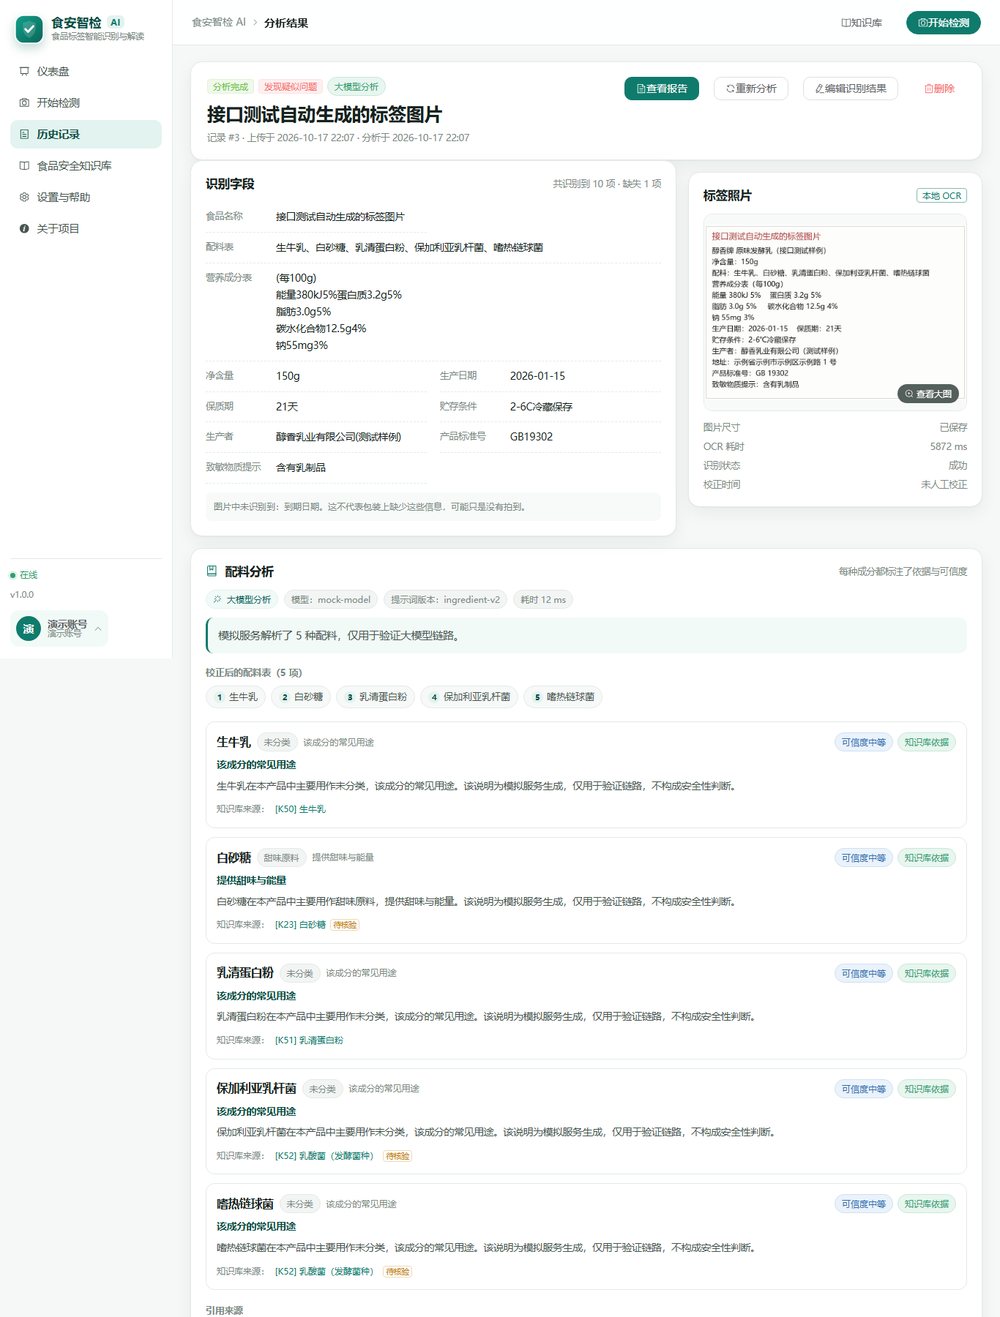 食安智检 AI
食品标签智能识别与解读
仪表盘
开始检测
历史记录
食品安全知识库
设置与帮助
关于项目
在线
v1.0.0
演 演示账号
演示账号
食安智检 AI > 分析结果
知识库
开始检测
分析完成 发现疑似问题 大模型分析
接口测试自动生成的标签图片
记录 #3 · 上传于 2026-10-17 22:07 · 分析于 2026-10-17 22:07
查看报告 重新分析 编辑识别结果 删除
识别字段 共识别到 10 项 · 缺失 1 项
食品名称 接口测试自动生成的标签图片
配料表 生牛乳、白砂糖、乳清蛋白粉、保加利亚乳杆菌、嗜热链球菌
营养成分表 (每100g)
能量380kJ5%蛋白质3.2g5%
脂肪3.0g5%
碳水化合物12.5g4%
钠55mg3%
净含量 150g 生产日期 2026-01-15
保质期 21天 贮存条件 2-6C冷藏保存
生产者 醇香乳业有限公司(测试样例) 产品标准号 GB19302
致敏物质提示 含有乳制品
图片中未识别到：到期日期。这不代表包装上缺少这些信息，可能只是没有拍到。
标签照片 本地 OCR
接口测试自动生成的标签图片
醇香牌 原味发酵乳（接口测试样例）
净含量：150g
配料：生牛乳、白砂糖、乳清蛋白粉、保加利亚乳杆菌、嗜热链球菌
营养成分表（每100g）
能量 380kJ 5% 蛋白质 3.2g 5%
脂肪 3.0g 5% 碳水化合物 12.5g 4%
钠 55mg 3%
生产日期：2026-01-15 保质期：21天
贮存条件：2-6℃冷藏保存
生产者：醇香乳业有限公司（测试样例）
地址：示例省示例市示例区示例路 1 号
产品标准号：GB 19302
致敏物质提示：含有乳制品
查看大图
图片尺寸 已保存
OCR 耗时 5872 ms
识别状态 成功
校正时间 未人工校正
配料分析 每种成分都标注了依据与可信度
大模型分析 模型：mock-model 提示词版本：ingredient-v2 耗时 12 ms
模拟服务解析了 5 种配料，仅用于验证大模型链路。
校正后的配料表（5 项）
1 生牛乳 2 白砂糖 3 乳清蛋白粉 4 保加利亚乳杆菌 5 嗜热链球菌
生牛乳 未分类 该成分的常见用途 可信度中等 知识库依据
该成分的常见用途
生牛乳在本产品中主要用作未分类，该成分的常见用途。该说明为模拟服务生成，仅用于验证链路，不构成安全性判断。
知识库来源： [K50] 生牛乳
白砂糖 甜味原料 提供甜味与能量 可信度中等 知识库依据
提供甜味与能量
白砂糖在本产品中主要用作甜味原料，提供甜味与能量。该说明为模拟服务生成，仅用于验证链路，不构成安全性判断。
知识库来源： [K23] 白砂糖 待核验
乳清蛋白粉 未分类 该成分的常见用途 可信度中等 知识库依据
该成分的常见用途
乳清蛋白粉在本产品中主要用作未分类，该成分的常见用途。该说明为模拟服务生成，仅用于验证链路，不构成安全性判断。
知识库来源： [K51] 乳清蛋白粉
保加利亚乳杆菌 未分类 该成分的常见用途 可信度中等 知识库依据
该成分的常见用途
保加利亚乳杆菌在本产品中主要用作未分类，该成分的常见用途。该说明为模拟服务生成，仅用于验证链路，不构成安全性判断。
知识库来源： [K52] 乳酸菌（发酵菌种） 待核验
嗜热链球菌 未分类 该成分的常见用途 可信度中等 知识库依据
该成分的常见用途
嗜热链球菌在本产品中主要用作未分类，该成分的常见用途。该说明为模拟服务生成，仅用于验证链路，不构成安全性判断。
知识库来源： [K52] 乳酸菌（发酵菌种） 待核验
引用来源